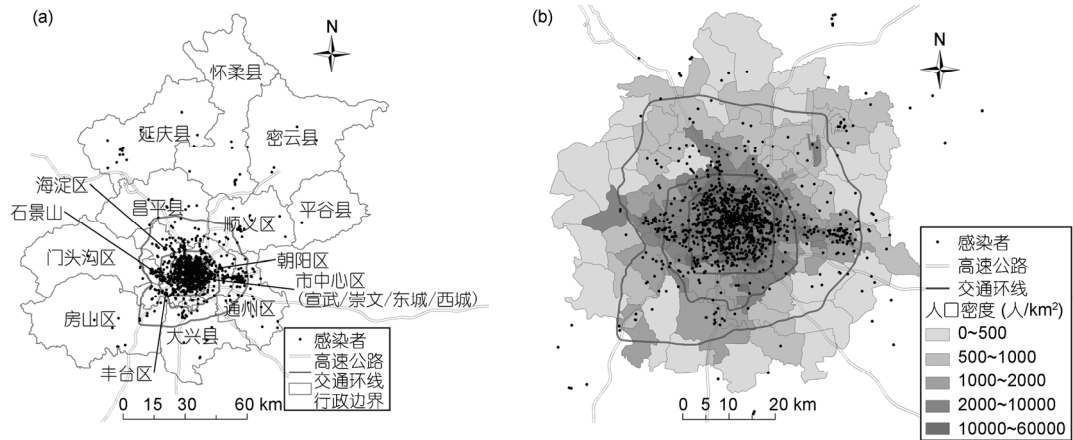 (a)
N
怀柔县
延庆县
密云县
海淀区
昌平县
石景山
顺义区
平谷县
门头沟区
朝阳区
市中心区
(宣武/崇文/东城/西城)
通州区
房山区
大兴县
丰台区
感染者
高速公路
交通环线
行政边界
0 15 30 60 km
(b)
N
感染者
高速公路
交通环线
人口密度 (人/km²)
0~500
500~1000
1000~2000
2000~10000
10000~60000
0 5 10 20 km